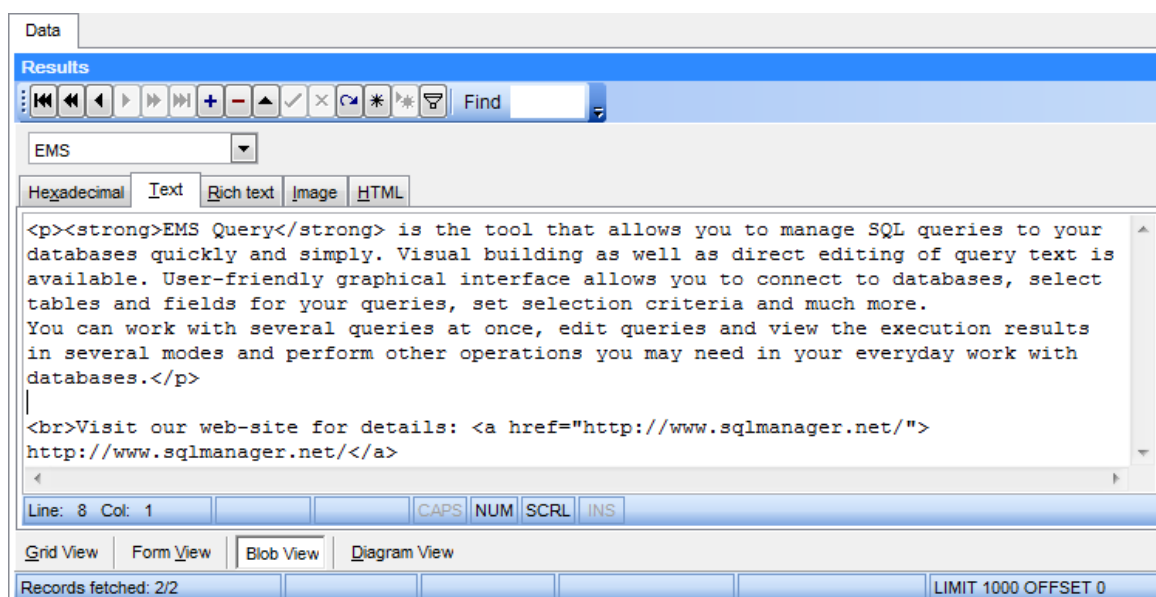 Data
Results
Find
EMS
Hexadecimal Text Rich text Image HTML
<p><strong>EMS Query</strong> is the tool that allows you to manage SQL queries to your
databases quickly and simply. Visual building as well as direct editing of query text is
available. User-friendly graphical interface allows you to connect to databases, select
tables and fields for your queries, set selection criteria and much more.
You can work with several queries at once, edit queries and view the execution results
in several modes and perform other operations you may need in your everyday work with
databases.</p>
<br>Visit our web-site for details: <a href="http://www.sqlmanager.net/">
http://www.sqlmanager.net/</a>
Line: 8 Col: 1 CAPS NUM SCRL INS
Grid View Form View Blob View Diagram View
Records fetched: 2/2 LIMIT 1000 OFFSET 0